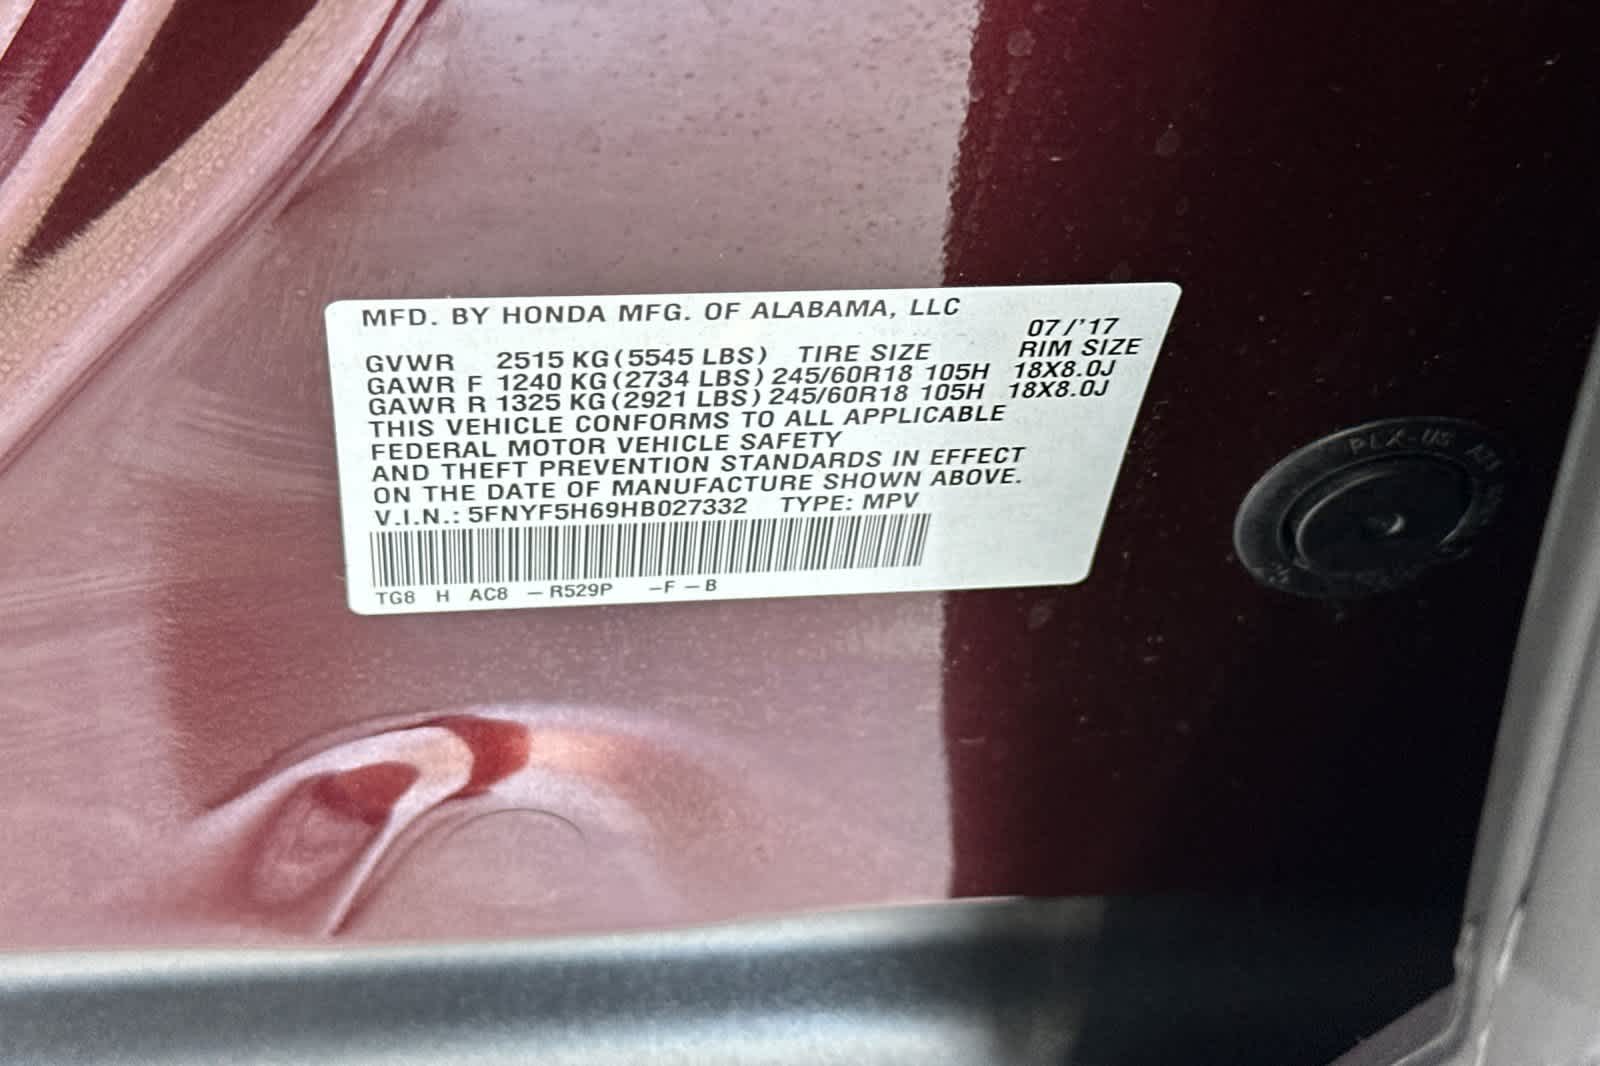 MFD. BY HONDA MFG. OF ALABAMA, LLC
07/'17
GVWR 2515 KG (5545 LBS) TIRE SIZE RIM SIZE
GAWR F 1240 KG (2734 LBS) 245/60R18 105H 18X8.0J
GAWR R 1325 KG (2921 LBS) 245/60R18 105H 18X8.0J
THIS VEHICLE CONFORMS TO ALL APPLICABLE
FEDERAL MOTOR VEHICLE SAFETY
AND THEFT PREVENTION STANDARDS IN EFFECT
ON THE DATE OF MANUFACTURE SHOWN ABOVE.
V.I.N.: 5FNYF5H69HB027332 TYPE: MPV
TG8 H AC8 – R529P –F – B